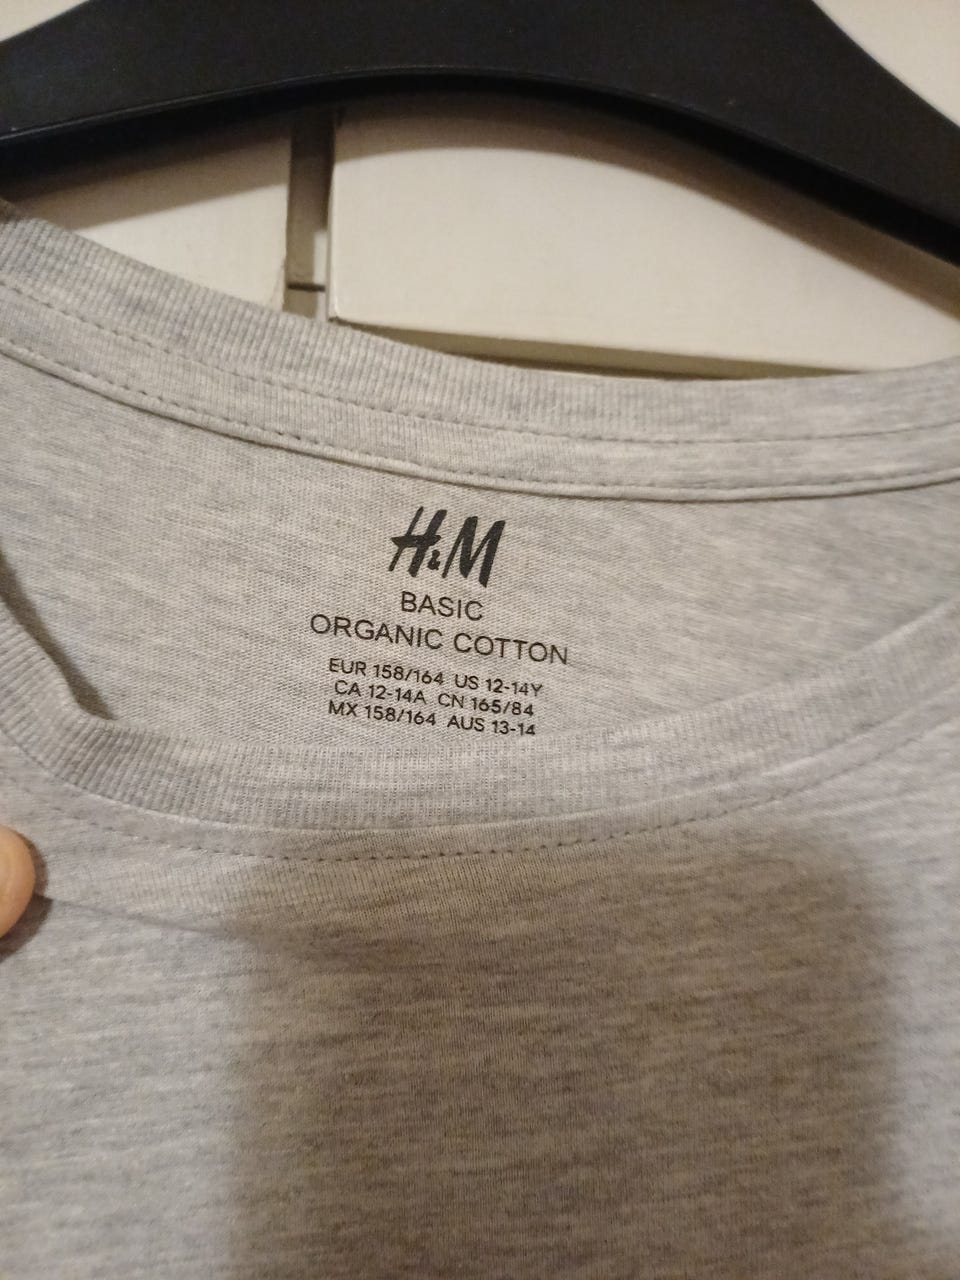 H&M
BASIC
ORGANIC COTTON
EUR 158/164 US 12-14Y
CA 12-14A CN 165/84
MX 158/164 AUS 13-14